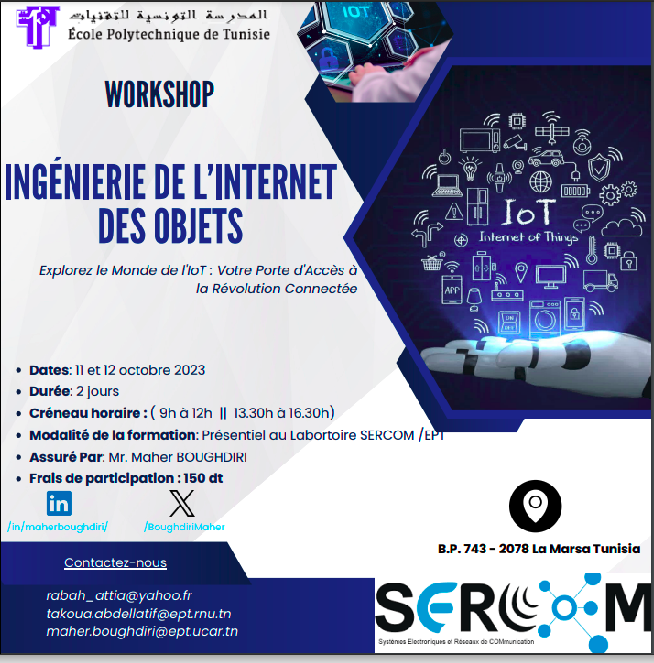 المدرسة التونسية للتقنيات
École Polytechnique de Tunisie
IOT
WORKSHOP
INGÉNIERIE DE L'INTERNET
DES OBJETS
Explorez le Monde de l'IoT : Votre Porte d'Accès à
la Révolution Connectée
IoT
Internet of Things
APP
ON
OFF
• Dates: 11 et 12 octobre 2023
• Durée: 2 jours
• Créneau horaire : ( 9h à 12h || 13.30h à 16.30h)
• Modalité de la formation: Présentiel au Labortoire SERCOM /EPT
• Assuré Par: Mr. Maher BOUGHDIRI
• Frais de participation : 150 dt
in
/in/maherboughdiri/
/BoughdiriMaher
B.P. 743 - 2078 La Marsa Tunisia
Contactez-nous
rabah_attia@yahoo.fr
takoua.abdellatif@ept.rnu.tn
maher.boughdiri@ept.ucar.tn
SERCOM
Systèmes Electroniques et Réseaux de COMmunication